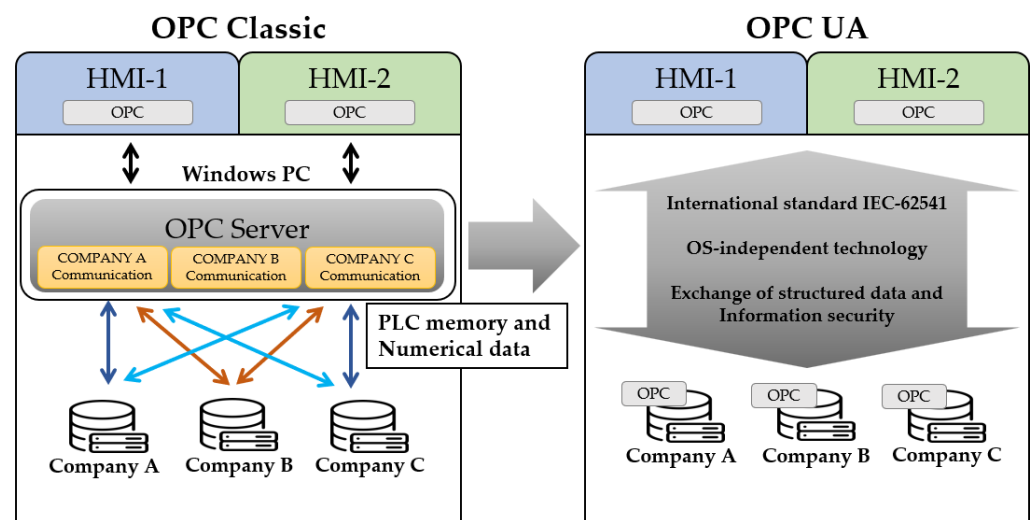 OPC Classic
HMI-1
OPC
HMI-2
OPC
Windows PC
OPC Server
COMPANY A
Communication
COMPANY B
Communication
COMPANY C
Communication
PLC memory and
Numerical data
Company A
Company B
Company C
OPC UA
HMI-1
OPC
HMI-2
OPC
International standard IEC-62541
OS-independent technology
Exchange of structured data and
Information security
OPC
OPC
OPC
Company A
Company B
Company C